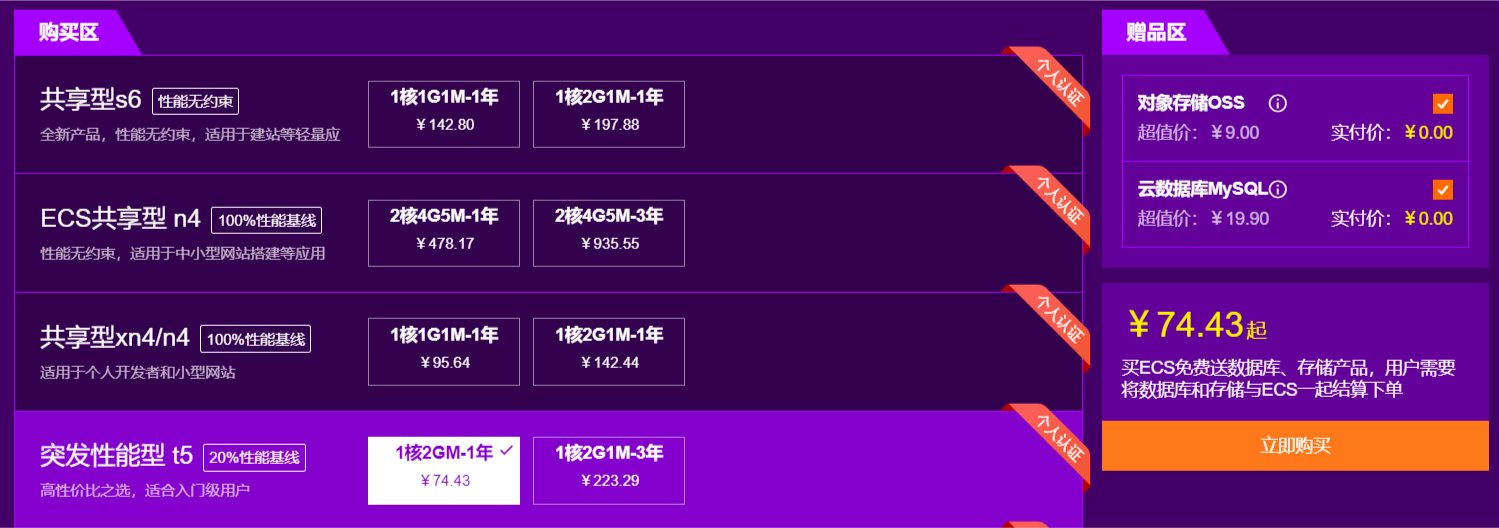 购买区
共享型s6 性能无约束
全新产品，性能无约束，适用于建站等轻量应
1核1G1M-1年
￥142.80
1核2G1M-1年
￥197.88
个人认证
ECS共享型 n4 100%性能基线
性能无约束，适用于中小型网站搭建等应用
2核4G5M-1年
￥478.17
2核4G5M-3年
￥935.55
个人认证
共享型xn4/n4 100%性能基线
适用于个人开发者和小型网站
1核1G1M-1年
￥95.64
1核2G1M-1年
￥142.44
个人认证
突发性能型 t5 20%性能基线
高性价比之选，适合入门级用户
1核2GM-1年
￥74.43
1核2G1M-3年
￥223.29
个人认证
赠品区
对象存储OSS
超值价：￥9.00 实付价：￥0.00
云数据库MySQL
超值价：￥19.90 实付价：￥0.00
￥74.43起
买ECS免费送数据库、存储产品，用户需要
将数据库和存储与ECS一起结算下单
立即购买